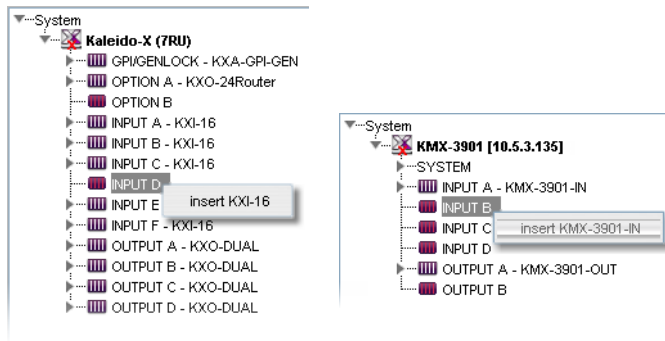 System
Kaleido-X (7RU)
GPI/GENLOCK - KXA-GPI-GEN
OPTION A - KXO-24Router
OPTION B
INPUT A - KXI-16
INPUT B - KXI-16
INPUT C - KXI-16
INPUT D
insert KXI-16
INPUT E
INPUT F - KXI-16
OUTPUT A - KXO-DUAL
OUTPUT B - KXO-DUAL
OUTPUT C - KXO-DUAL
OUTPUT D - KXO-DUAL
System
KMX-3901 [10.5.3.135]
SYSTEM
INPUT A - KMX-3901-IN
INPUT B
INPUT C
insert KMX-3901-IN
INPUT D
OUTPUT A - KMX-3901-OUT
OUTPUT B